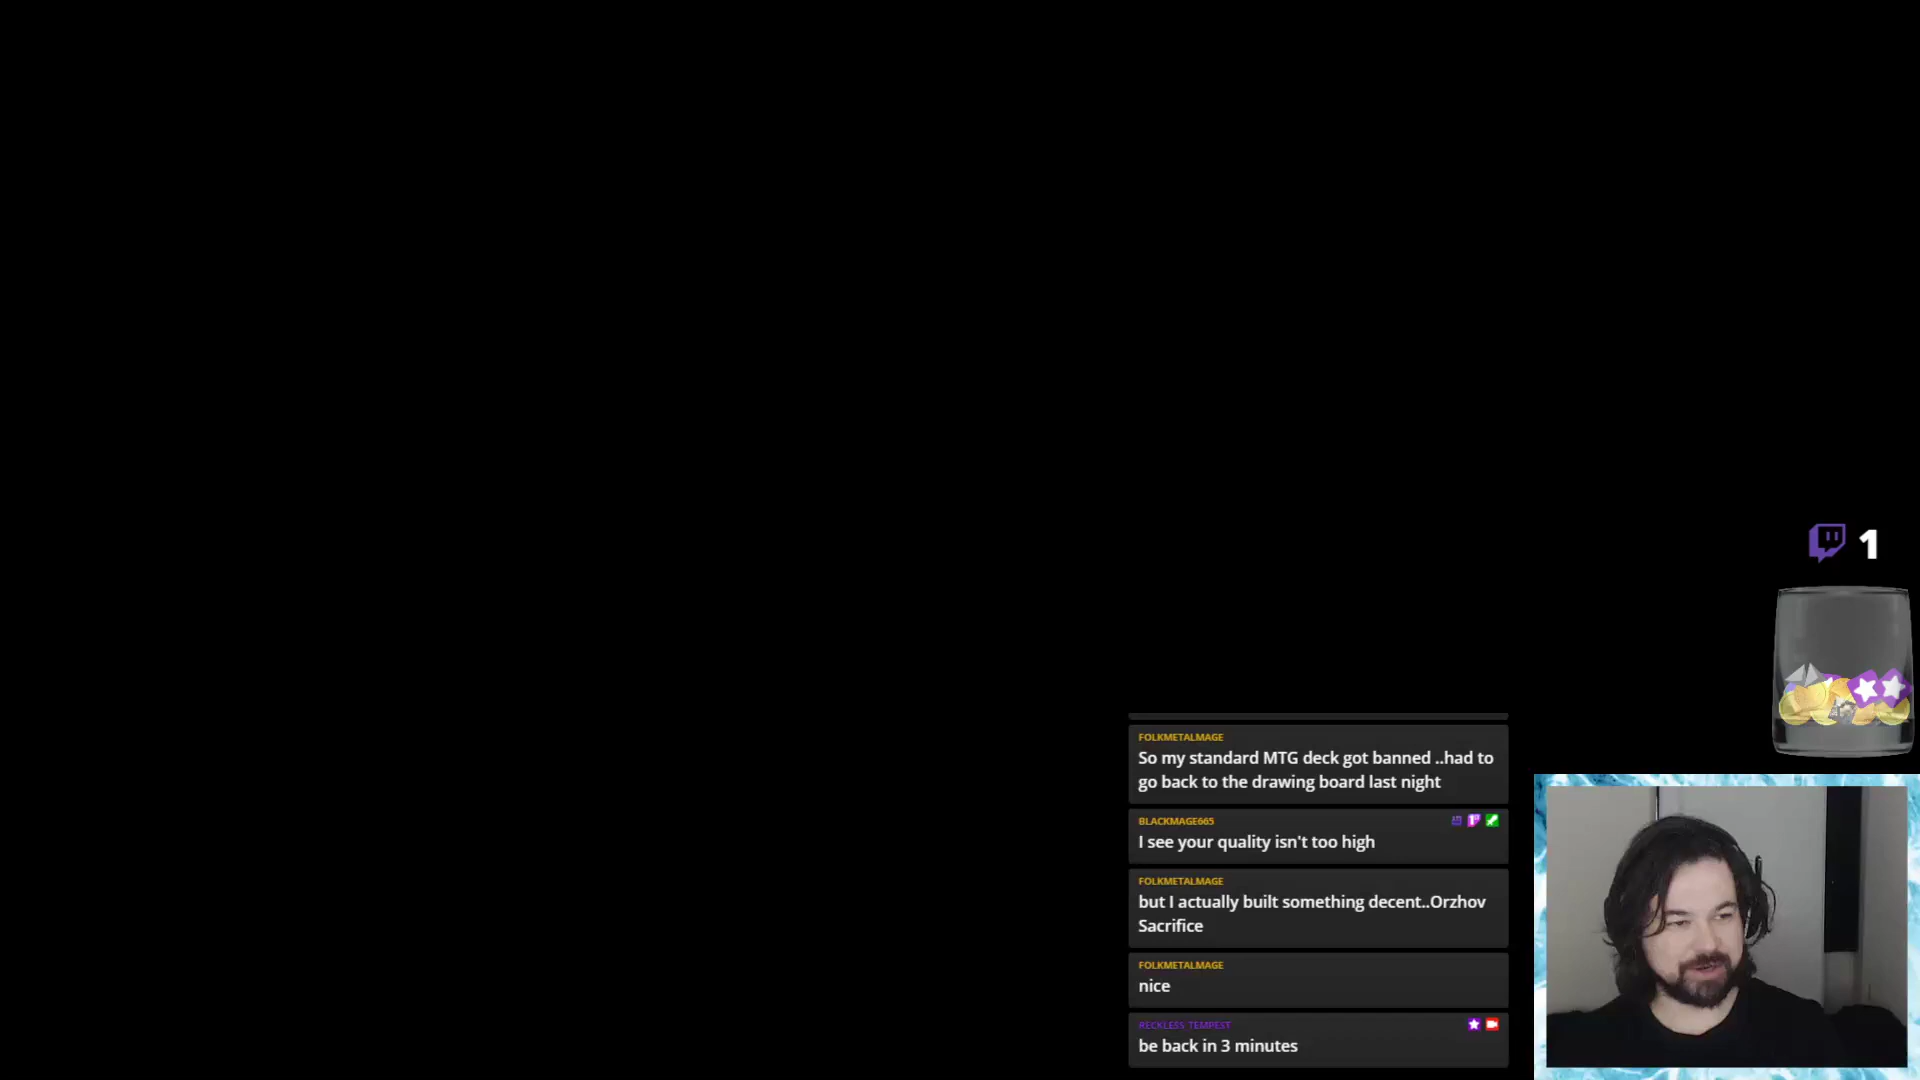 1
FOLKMETALMAGE
So my standard MTG deck got banned ..had to
go back to the drawing board last night
BLACKMAGE665
I see your quality isn't too high
FOLKMETALMAGE
but I actually built something decent..Orzhov
Sacrifice
FOLKMETALMAGE
nice
RECKLESS TEMPEST
be back in 3 minutes